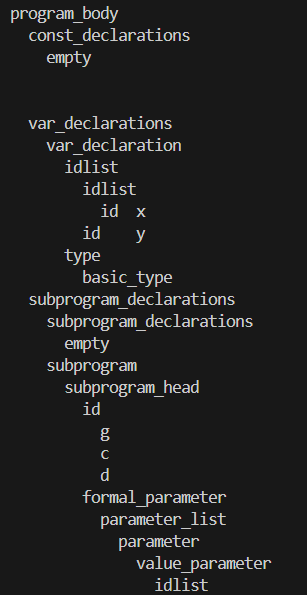 program_body
  const_declarations
    empty
  var_declarations
    var_declaration
      idlist
        idlist
          id  x
        id    y
      type
        basic_type
  subprogram_declarations
    subprogram_declarations
      empty
    subprogram
      subprogram_head
        id
          g
          c
          d
        formal_parameter
          parameter_list
            parameter
              value_parameter
                idlist